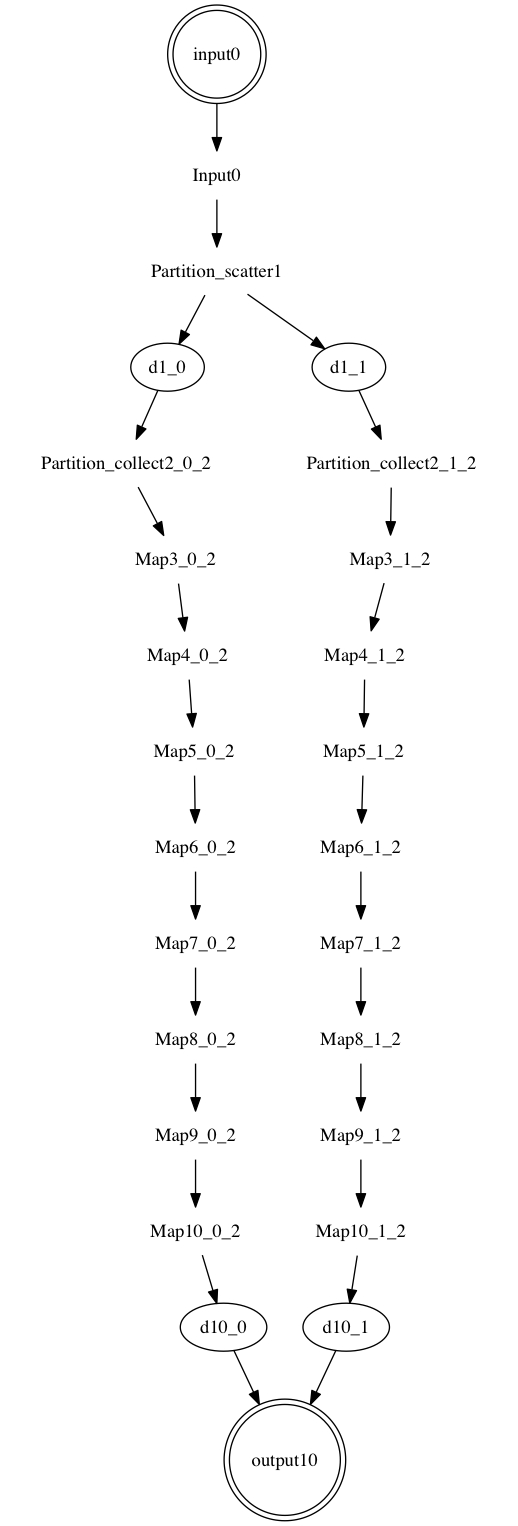 input0
Input0
Partition_scatter1
d1_0
d1_1
Partition_collect2_0_2
Partition_collect2_1_2
Map3_0_2
Map3_1_2
Map4_0_2
Map4_1_2
Map5_0_2
Map5_1_2
Map6_0_2
Map6_1_2
Map7_0_2
Map7_1_2
Map8_0_2
Map8_1_2
Map9_0_2
Map9_1_2
Map10_0_2
Map10_1_2
d10_0
d10_1
output10